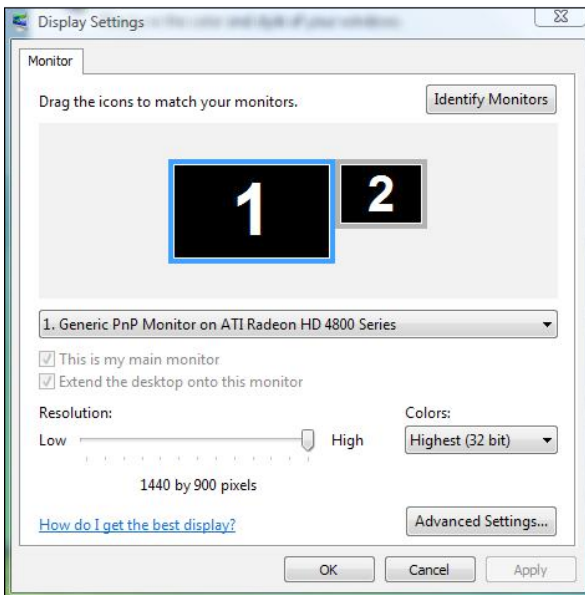 Display Settings
Monitor
Drag the icons to match your monitors.
Identify Monitors
1
2
1. Generic PnP Monitor on ATI Radeon HD 4800 Series
This is my main monitor
Extend the desktop onto this monitor
Resolution:
Colors:
Low
High
Highest (32 bit)
1440 by 900 pixels
How do I get the best display?
Advanced Settings...
OK
Cancel
Apply